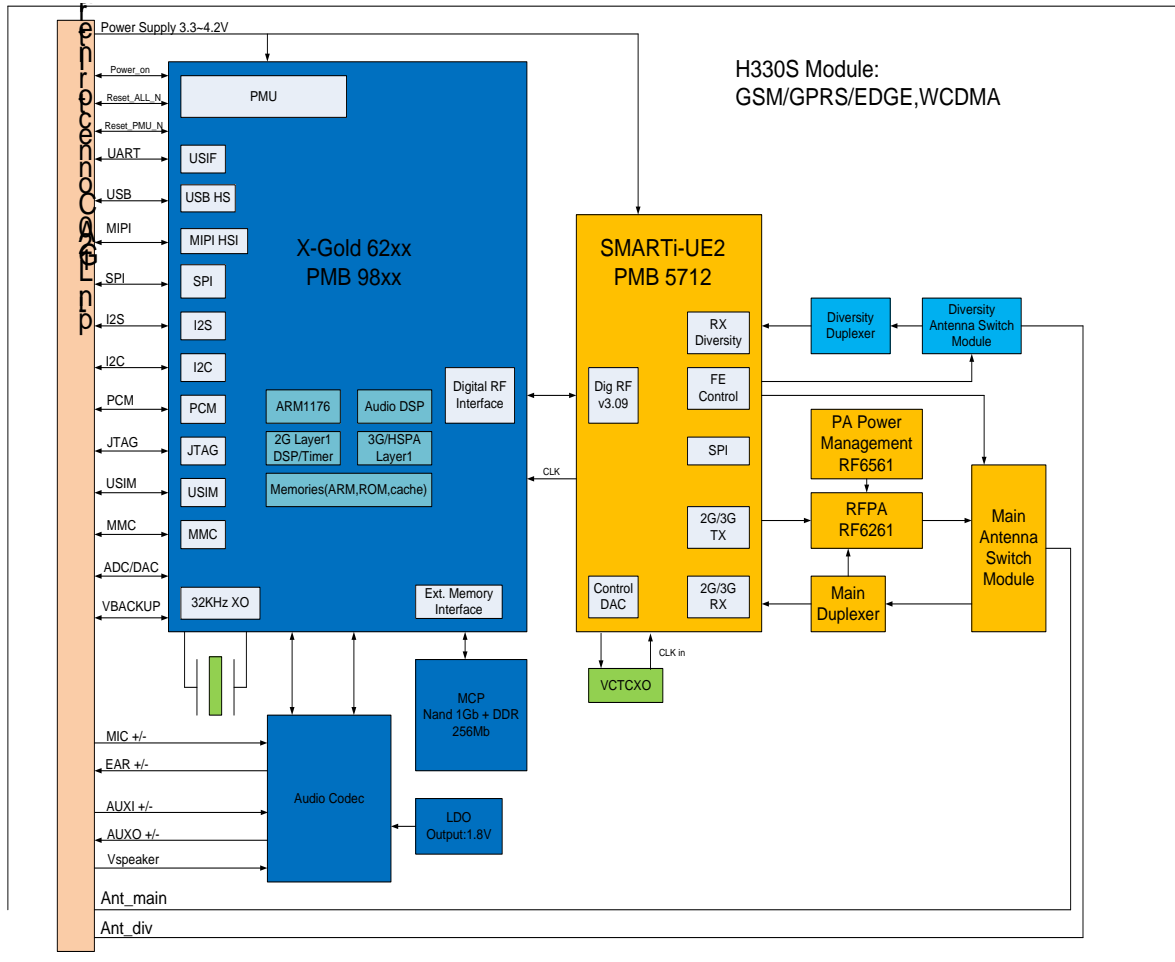 Power Supply 3.3~4.2V
H330S Module:
GSM/GPRS/EDGE,WCDMA
Power_on
Reset_ALL_N
Reset_PMU_N
UART
USB
MIPI
SPI
I2S
I2C
PCM
JTAG
USIM
MMC
ADC/DAC
VBACKUP
PMU
USIF
USB HS
MIPI HSI
SPI
I2S
I2C
PCM
JTAG
USIM
MMC
32KHz XO
X-Gold 62xx
PMB 98xx
ARM1176
Audio DSP
2G Layer1
DSP/Timer
3G/HSPA
Layer1
Memories(ARM,ROM,cache)
Digital RF
Interface
Ext. Memory
Interface
CLK
SMARTi-UE2
PMB 5712
Dig RF
v3.09
RX
Diversity
FE
Control
SPI
2G/3G
TX
2G/3G
RX
Control
DAC
CLK in
VCTCXO
Diversity
Duplexer
Diversity
Antenna Switch
Module
PA Power
Management
RF6561
RFPA
RF6261
Main
Duplexer
Main
Antenna
Switch
Module
MCP
Nand 1Gb + DDR
256Mb
Audio Codec
LDO
Output:1.8V
MIC +/-
EAR +/-
AUXI +/-
AUXO +/-
Vspeaker
Ant_main
Ant_div